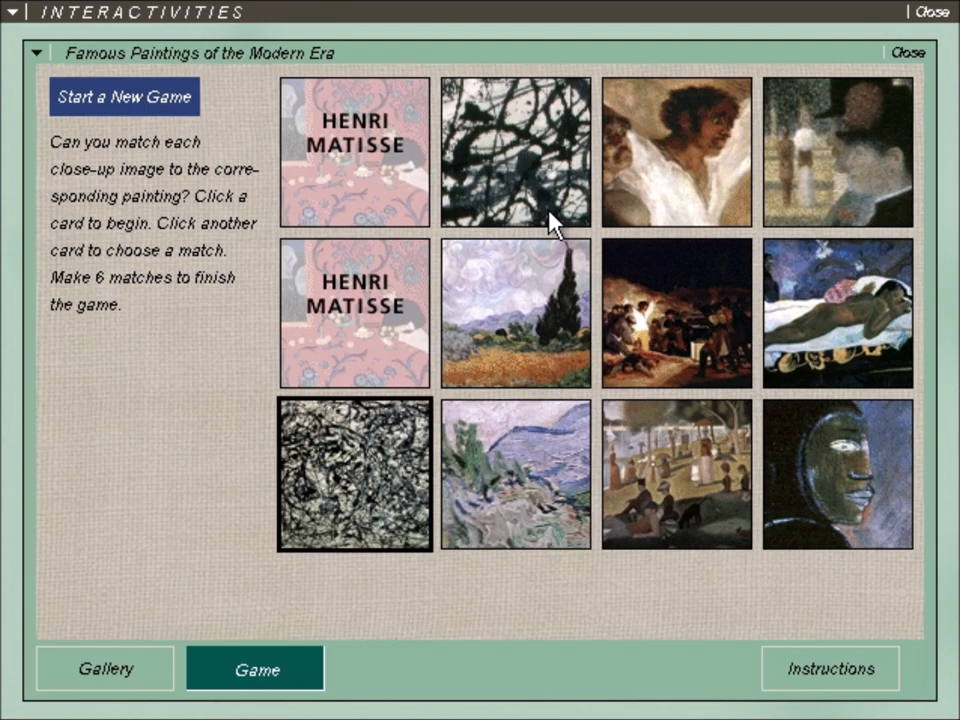 INTERACTIVITIES
Close
Famous Paintings of the Modern Era
Close
Start a New Game
Can you match each
close-up image to the corre-
sponding painting? Click a
card to begin. Click another
card to choose a match.
Make 6 matches to finish
the game.
HENRI
MATISSE
HENRI
MATISSE
Gallery
Game
Instructions